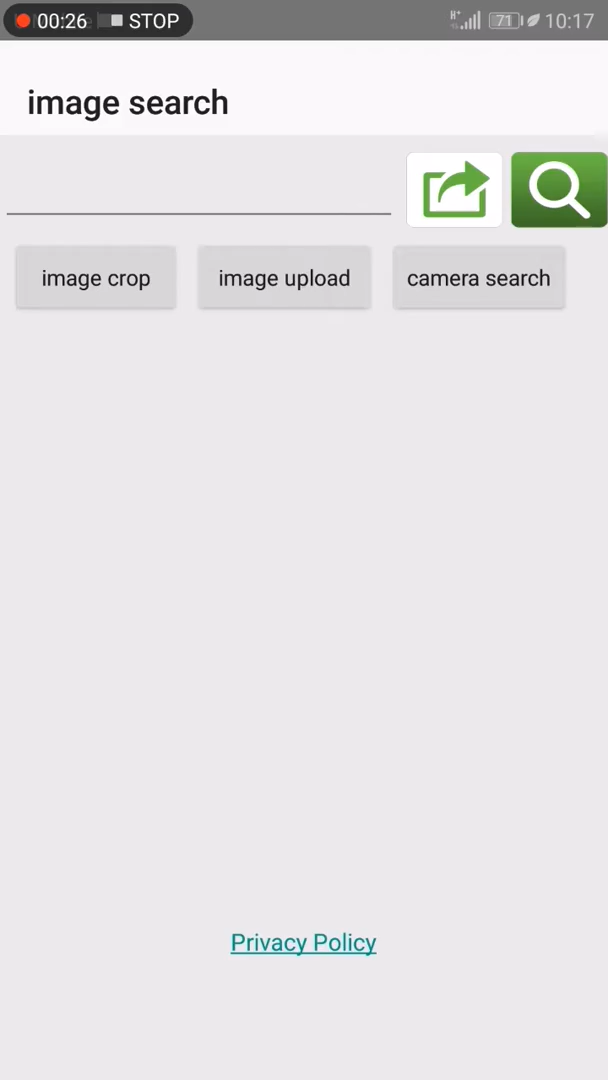 00:26 STOP 71 10:17
image search
image crop image upload camera search
Privacy Policy